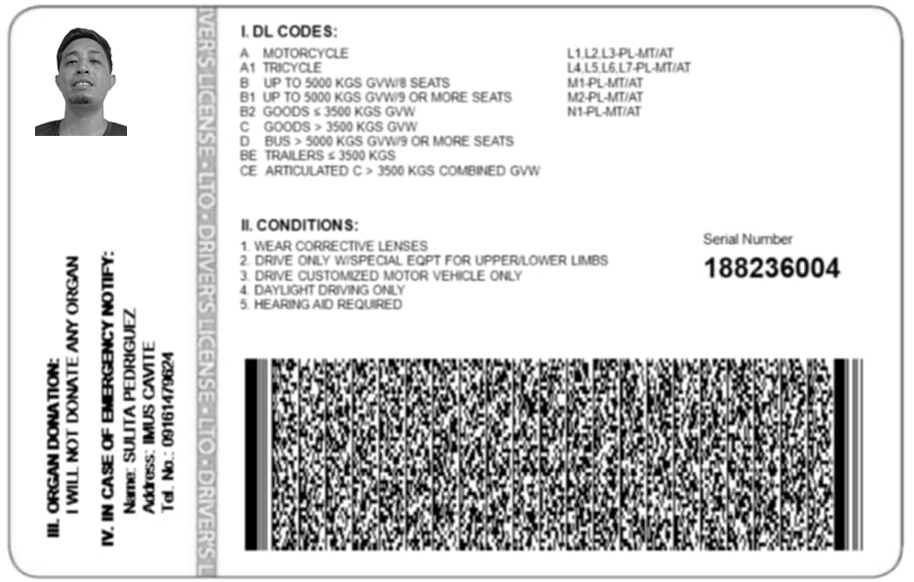 I. DL CODES:
A MOTORCYCLE L1,L2,L3-PL-MT/AT
A1 TRICYCLE L4,L5,L6,L7-PL-MT/AT
B UP TO 5000 KGS GVW/8 SEATS M1-PL-MT/AT
B1 UP TO 5000 KGS GVW/9 OR MORE SEATS M2-PL-MT/AT
B2 GOODS ≤ 3500 KGS GVW N1-PL-MT/AT
C GOODS > 3500 KGS GVW
D BUS > 5000 KGS GVW/9 OR MORE SEATS
BE TRAILERS ≤ 3500 KGS
CE ARTICULATED C > 3500 KGS COMBINED GVW
II. CONDITIONS:
1. WEAR CORRECTIVE LENSES
2. DRIVE ONLY W/SPECIAL EQPT FOR UPPER/LOWER LIMBS
3. DRIVE CUSTOMIZED MOTOR VEHICLE ONLY
4. DAYLIGHT DRIVING ONLY
5. HEARING AID REQUIRED
Serial Number
188236004
III. ORGAN DONATION:
I WILL NOT DONATE ANY ORGAN
IV. IN CASE OF EMERGENCY NOTIFY:
Name: SULITA PEDRIGUEZ
Address: IMUS CAVITE
Tel. No.: 09161479624
VER'S LICENSE • LTO • DRIVER'S LICENSE • LTO • DRIVER'S L